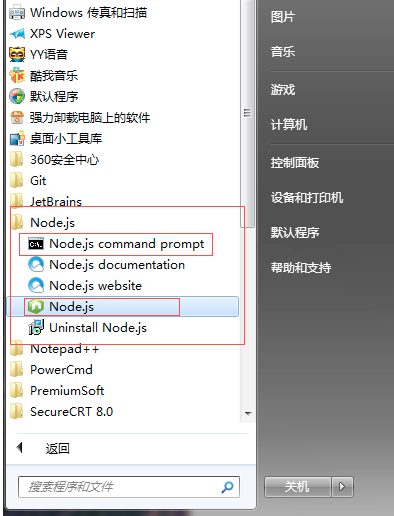 Windows 传真和扫描
XPS Viewer
YY语音
酷我音乐
默认程序
强力卸载电脑上的软件
桌面小工具库
360安全中心
Git
JetBrains
Node.js
C:\.
Node.js command prompt
Node.js documentation
Node.js website
Node.js
Uninstall Node.js
Notepad++
PowerCmd
PremiumSoft
SecureCRT 8.0
返回
搜索程序和文件
图片
音乐
游戏
计算机
控制面板
设备和打印机
默认程序
帮助和支持
关机